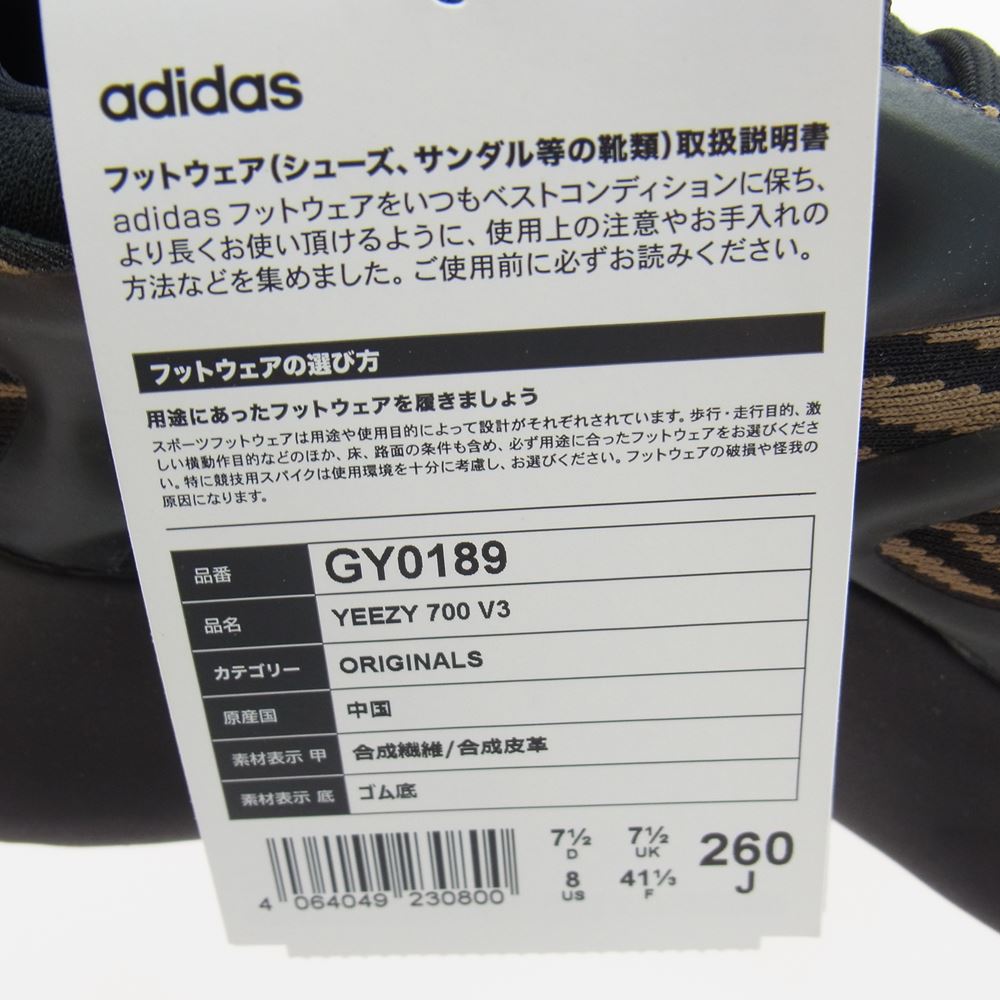 adidas
フットウェア(シューズ、サンダル等の靴類)取扱説明書
adidas フットウェアをいつもベストコンディションに保ち、
より長くお使い頂けるように、使用上の注意やお手入れの
方法などを集めました。ご使用前に必ずお読みください。
フットウェアの選び方
用途にあったフットウェアを履きましょう
スポーツフットウェアは用途や使用目的によって設計がそれぞれされています。歩行・走行目的、激
しい横動作目的などのほか、床、路面の条件も含め、必ず用途に合ったフットウェアをお選びくださ
い。特に競技用スパイクは使用環境を十分に考慮し、お選びください。フットウェアの破損や怪我の
原因になります。
品番 GY0189
品名 YEEZY 700 V3
カテゴリー ORIGINALS
原産国 中国
素材表示 甲 合成繊維/合成皮革
素材表示 底 ゴム底
7½ D 7½ UK 260 J
8 US 41⅓ F
4 064049 230800